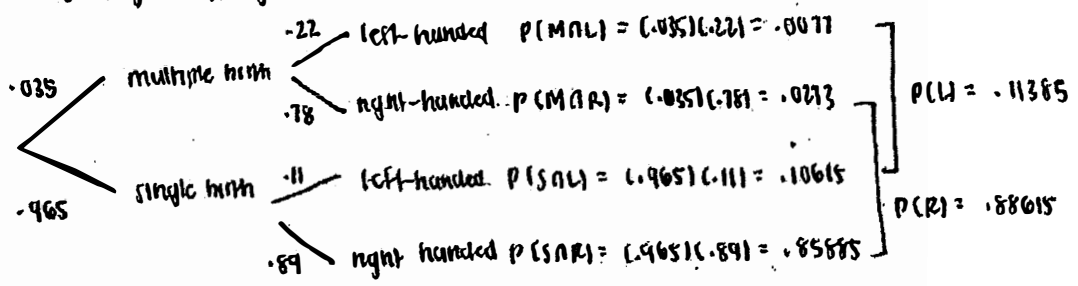 .22 left-handed P(M∩L) = (.035)(.22) = .0077
.035 multiple birth
.78 right-handed. P(M∩R) = (.035)(.78) = .0273
P(L) = .11385
.965 single birth
.11 left-handed. P(S∩L) = (.965)(.11) = .10615
P(R) = .88615
.89 right handed P(S∩R) = (.965)(.89) = .85885